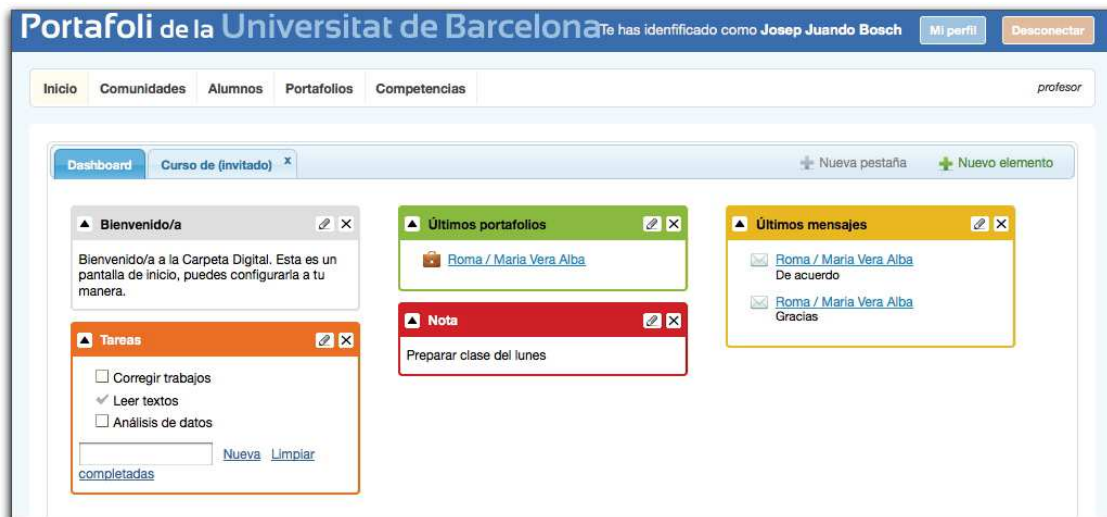 Portafoli de la Universitat de Barcelona
Te has idenfificado como Josep Juando Bosch
Mi perfil
Desconectar
Inicio Comunidades Alumnos Portafolios Competencias
profesor
Dashboard
Curso de (invitado) x
Nueva pestaña
Nuevo elemento
Bienvenido/a
Bienvenido/a a la Carpeta Digital. Esta es un
pantalla de inicio, puedes configurarla a tu
manera.
Tareas
Corregir trabajos
Leer textos
Análisis de datos
Nueva Limpiar
completadas
Últimos portafolios
Roma / Maria Vera Alba
Nota
Preparar clase del lunes
Últimos mensajes
Roma / Maria Vera Alba
De acuerdo
Roma / Maria Vera Alba
Gracias